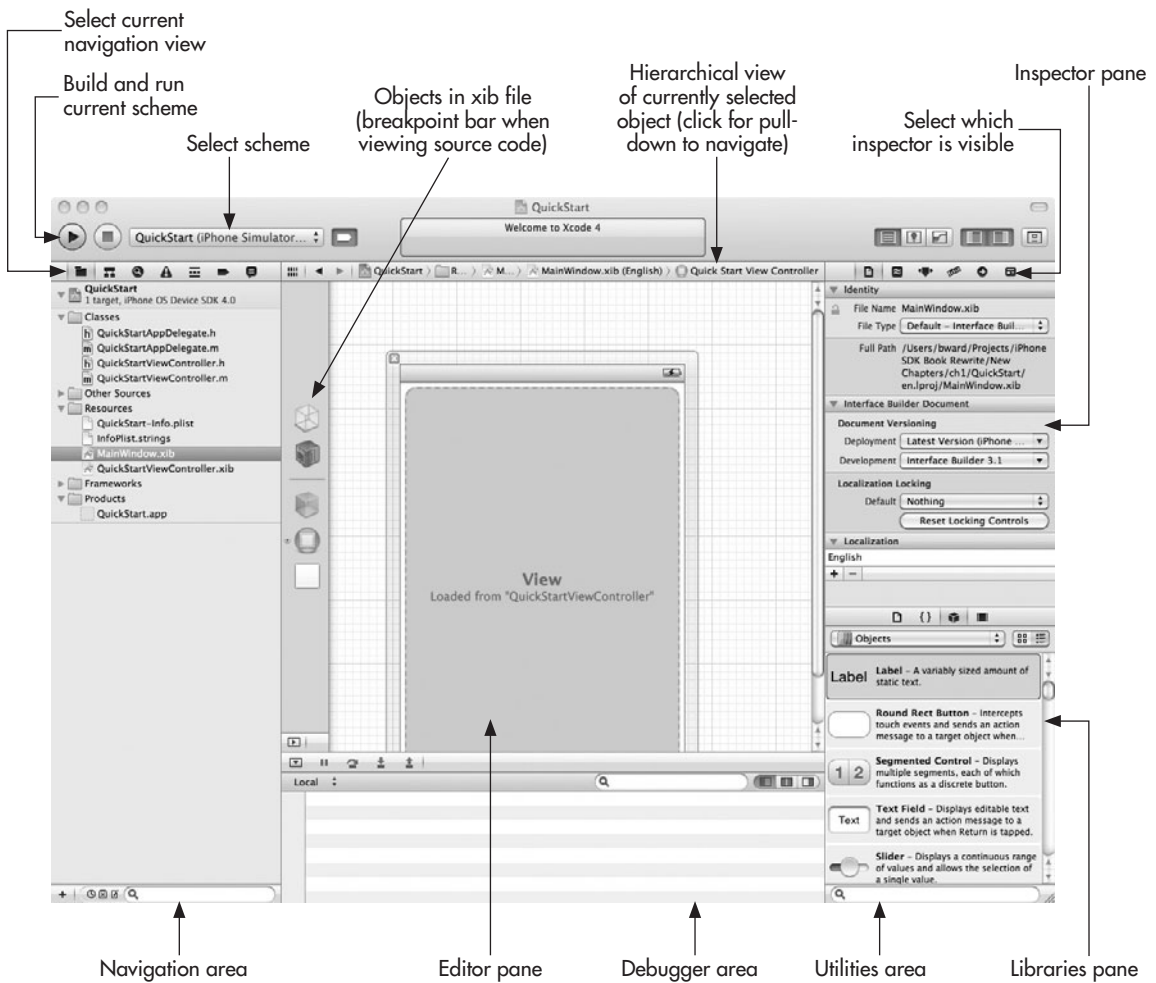 Select current
navigation view
Build and run
current scheme
Select scheme
Objects in xib file
(breakpoint bar when
viewing source code)
Hierarchical view
of currently selected
object (click for pull-
down to navigate)
Inspector pane
Select which
inspector is visible
QuickStart
Welcome to Xcode 4
QuickStart (iPhone Simulator...
QuickStart
R...
M...
MainWindow.xib (English)
Quick Start View Controller
QuickStart
1 target, iPhone OS Device SDK 4.0
Classes
h QuickStartAppDelegate.h
m QuickStartAppDelegate.m
h QuickStartViewController.h
m QuickStartViewController.m
Other Sources
Resources
QuickStart-Info.plist
InfoPlist.strings
MainWindow.xib
QuickStartViewController.xib
Frameworks
Products
QuickStart.app
View
Loaded from "QuickStartViewController"
Local
Identity
File Name MainWindow.xib
File Type Default - Interface Buil...
Full Path /Users/bward/Projects/iPhone
SDK Book Rewrite/New
Chapters/ch1/QuickStart/
en.lproj/MainWindow.xib
Interface Builder Document
Document Versioning
Deployment Latest Version (iPhone ...
Development Interface Builder 3.1
Localization Locking
Default Nothing
Reset Locking Controls
Localization
English
+ −
{ }
Objects
Label Label – A variably sized amount of
static text.
Round Rect Button – Intercepts
touch events and sends an action
message to a target object when...
1 2 Segmented Control – Displays
multiple segments, each of which
functions as a discrete button.
Text Text Field – Displays editable text
and sends an action message to a
target object when Return is tapped.
Slider – Displays a continuous range
of values and allows the selection of
a single value.
Navigation area
Editor pane
Debugger area
Utilities area
Libraries pane